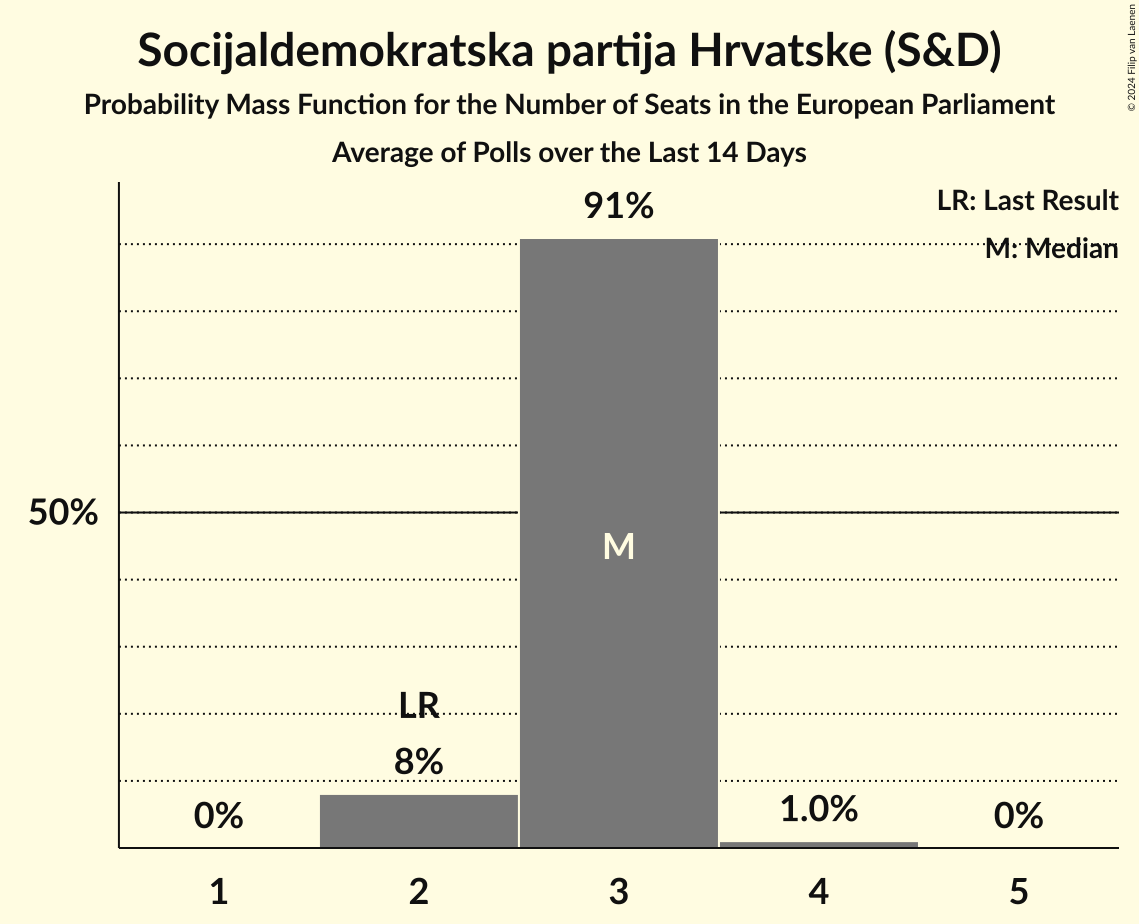 Socijaldemokratska partija Hrvatske (S&D)
Probability Mass Function for the Number of Seats in the European Parliament
Average of Polls over the Last 14 Days
© 2024 Filip van Laenen
LR: Last Result
M: Median
91%
50%
M
LR
8%
0%
1.0%
0%
1 2 3 4 5